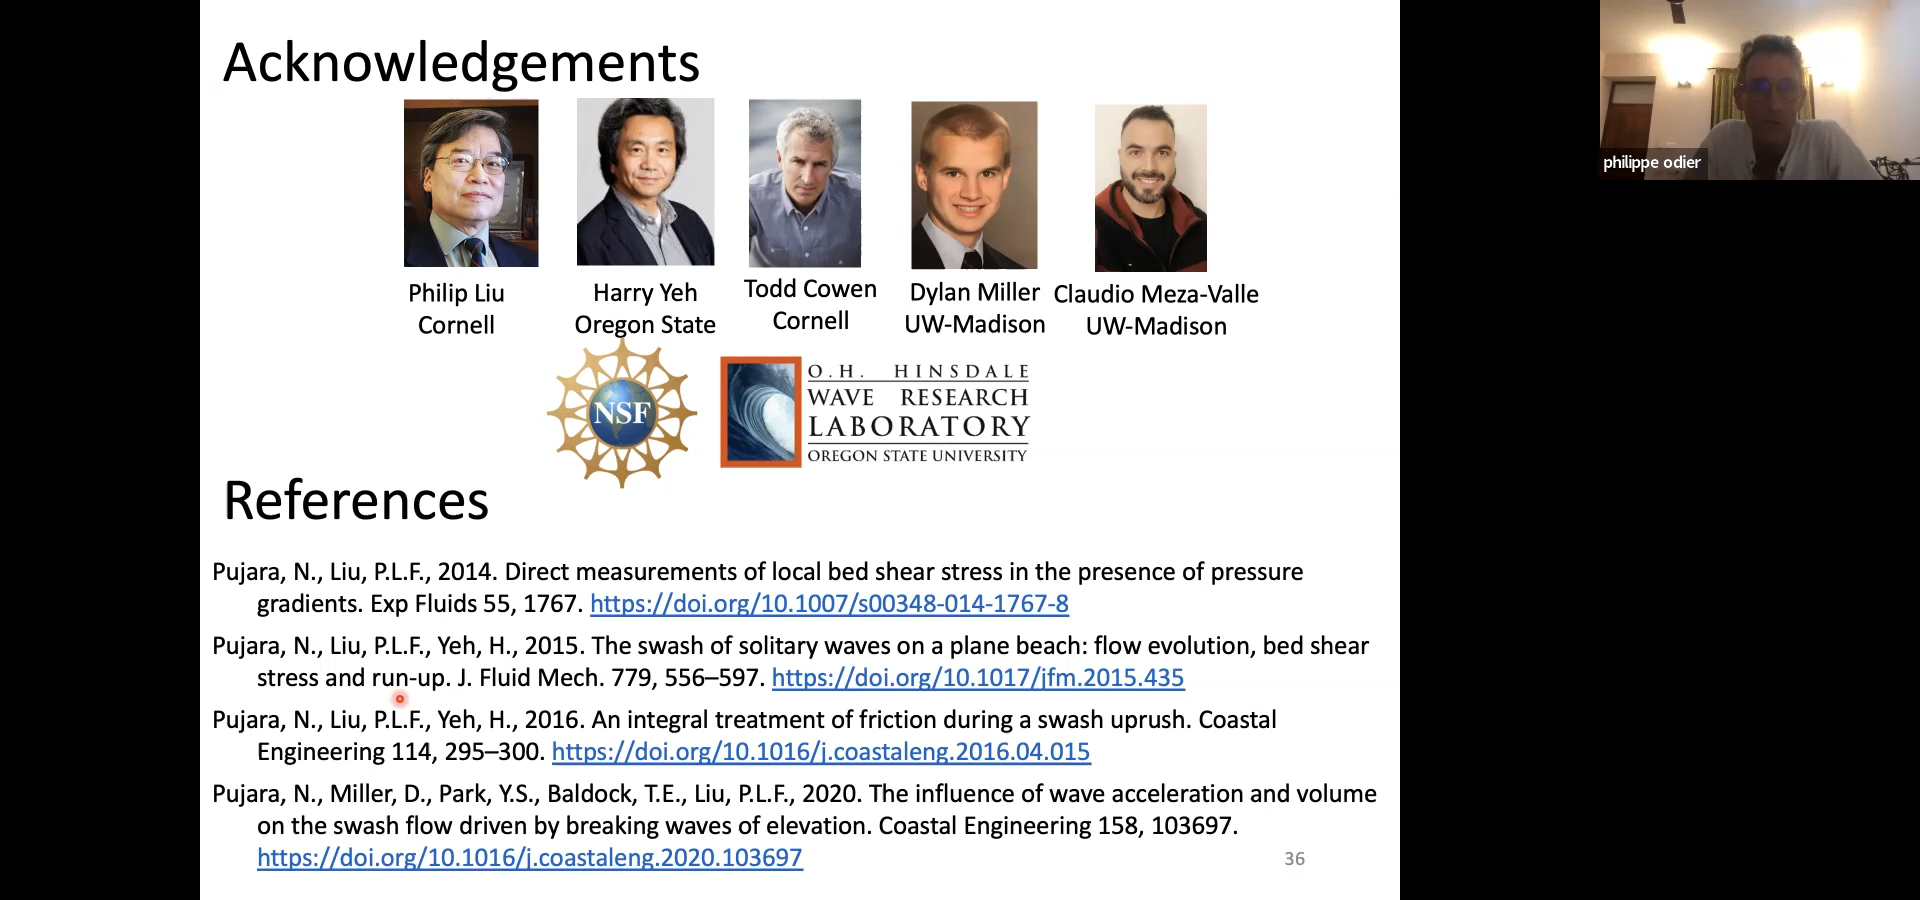 Acknowledgements
philippe odier
Philip Liu
Cornell
Harry Yeh
Oregon State
Todd Cowen
Cornell
Dylan Miller
UW-Madison
Claudio Meza-Valle
UW-Madison
NSF
O.H. HINSDALE
WAVE RESEARCH
LABORATORY
OREGON STATE UNIVERSITY
References
Pujara, N., Liu, P.L.F., 2014. Direct measurements of local bed shear stress in the presence of pressure
gradients. Exp Fluids 55, 1767. https://doi.org/10.1007/s00348-014-1767-8
Pujara, N., Liu, P.L.F., Yeh, H., 2015. The swash of solitary waves on a plane beach: flow evolution, bed shear
stress and run-up. J. Fluid Mech. 779, 556–597. https://doi.org/10.1017/jfm.2015.435
Pujara, N., Liu, P.L.F., Yeh, H., 2016. An integral treatment of friction during a swash uprush. Coastal
Engineering 114, 295–300. https://doi.org/10.1016/j.coastaleng.2016.04.015
Pujara, N., Miller, D., Park, Y.S., Baldock, T.E., Liu, P.L.F., 2020. The influence of wave acceleration and volume
on the swash flow driven by breaking waves of elevation. Coastal Engineering 158, 103697.
https://doi.org/10.1016/j.coastaleng.2020.103697
36